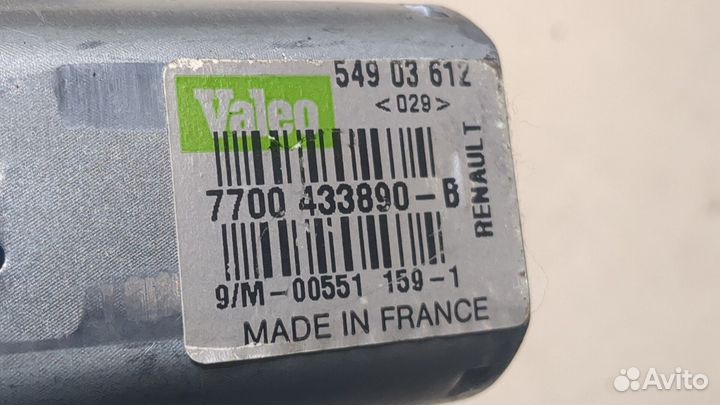 Valeo
549 03 612
<029>
7700 433890-B
RENAULT
9/M-00551 159-1
MADE IN FRANCE
Avito